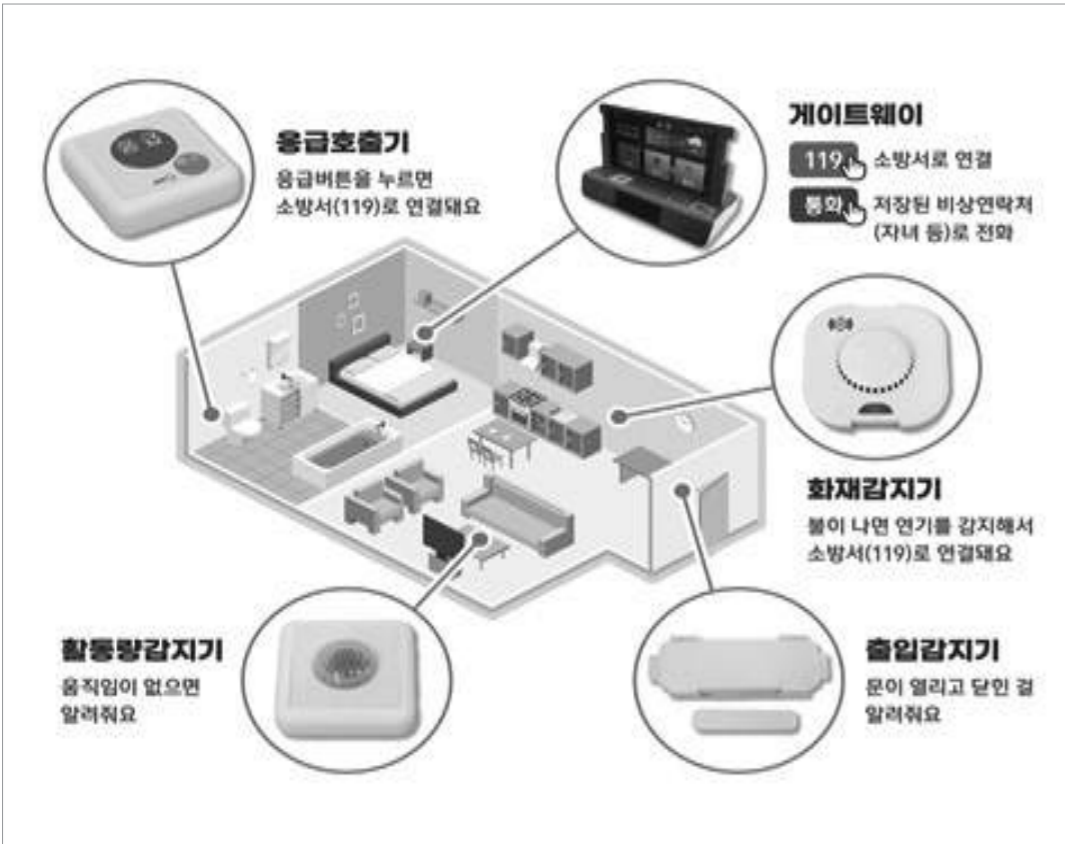 응급호출기
응급버튼을 누르면
소방서(119)로 연결돼요
게이트웨이
119 소방서로 연결
통화 저장된 비상연락처
(자녀 등)로 전화
화재감지기
불이 나면 연기를 감지해서
소방서(119)로 연결돼요
활동량감지기
움직임이 없으면
알려줘요
출입감지기
문이 열리고 닫힌 걸
알려줘요